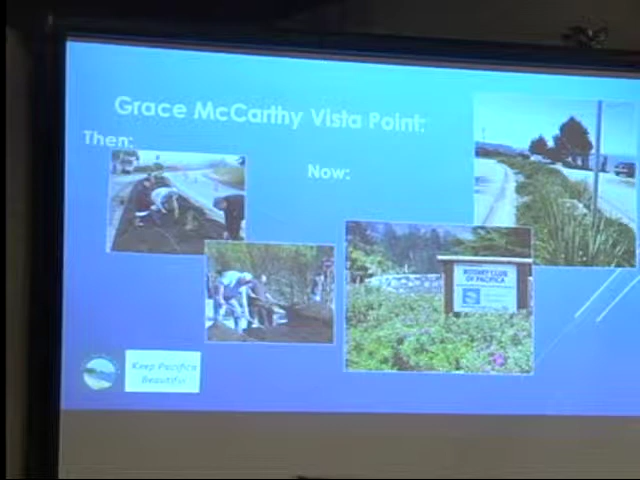 Grace McCarthy Vista Point:
Then:
Now:
ROTARY CLUB
OF PACIFICA
Keep Pacifica
Beautiful